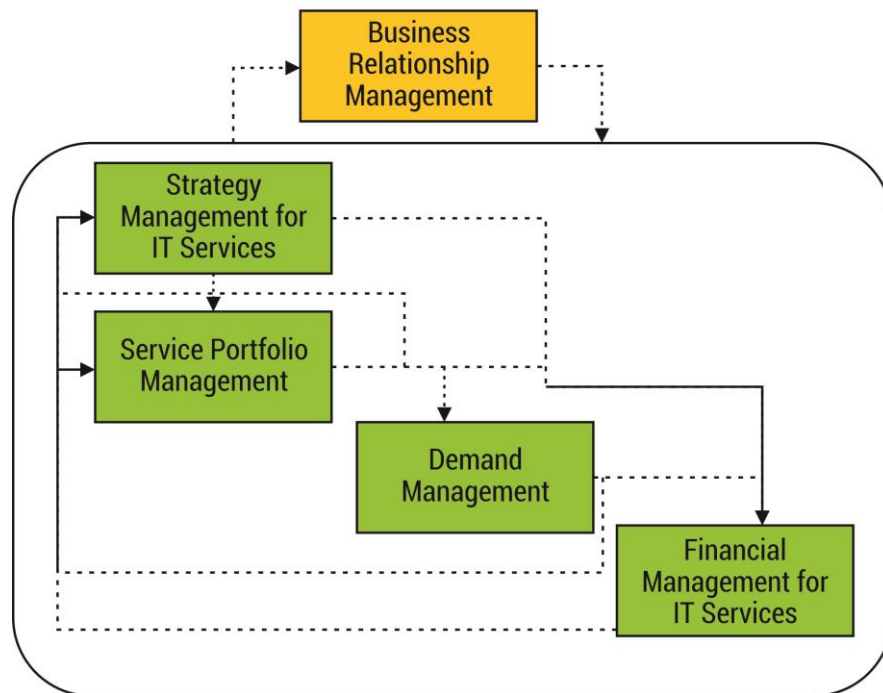 Business
Relationship
Management
Strategy
Management for
IT Services
Service Portfolio
Management
Demand
Management
Financial
Management for
IT Services